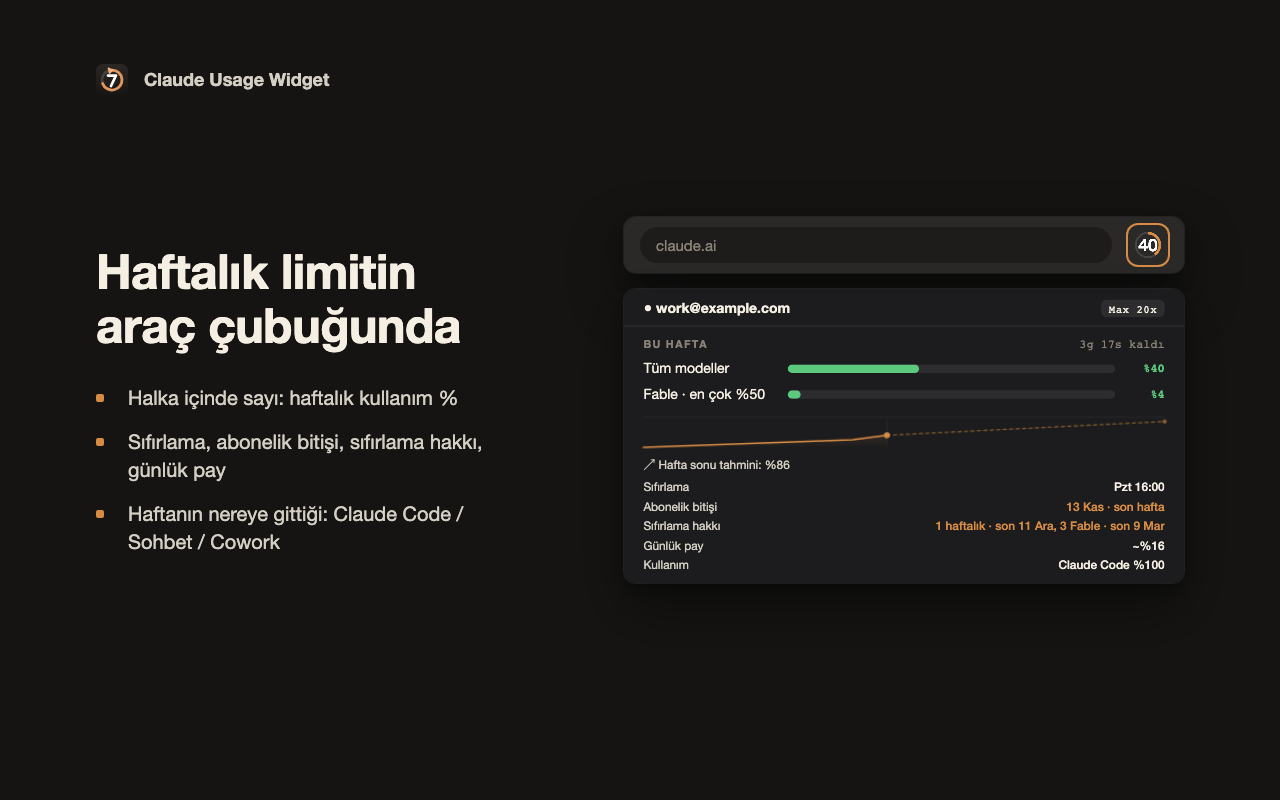 7 Claude Usage Widget
Haftalık limitin
araç çubuğunda
Halka içinde sayı: haftalık kullanım %
Sıfırlama, abonelik bitişi, sıfırlama hakkı,
günlük pay
Haftanın nereye gittiği: Claude Code /
Sohbet / Cowork
claude.ai 40
work@example.com Max 20x
BU HAFTA 3g 17s kaldı
Tüm modeller %40
Fable · en çok %50 %4
↗ Hafta sonu tahmini: %86
Sıfırlama Pzt 16:00
Abonelik bitişi 13 Kas · son hafta
Sıfırlama hakkı 1 haftalık · son 11 Ara, 3 Fable · son 9 Mar
Günlük pay ~%16
Kullanım Claude Code %100